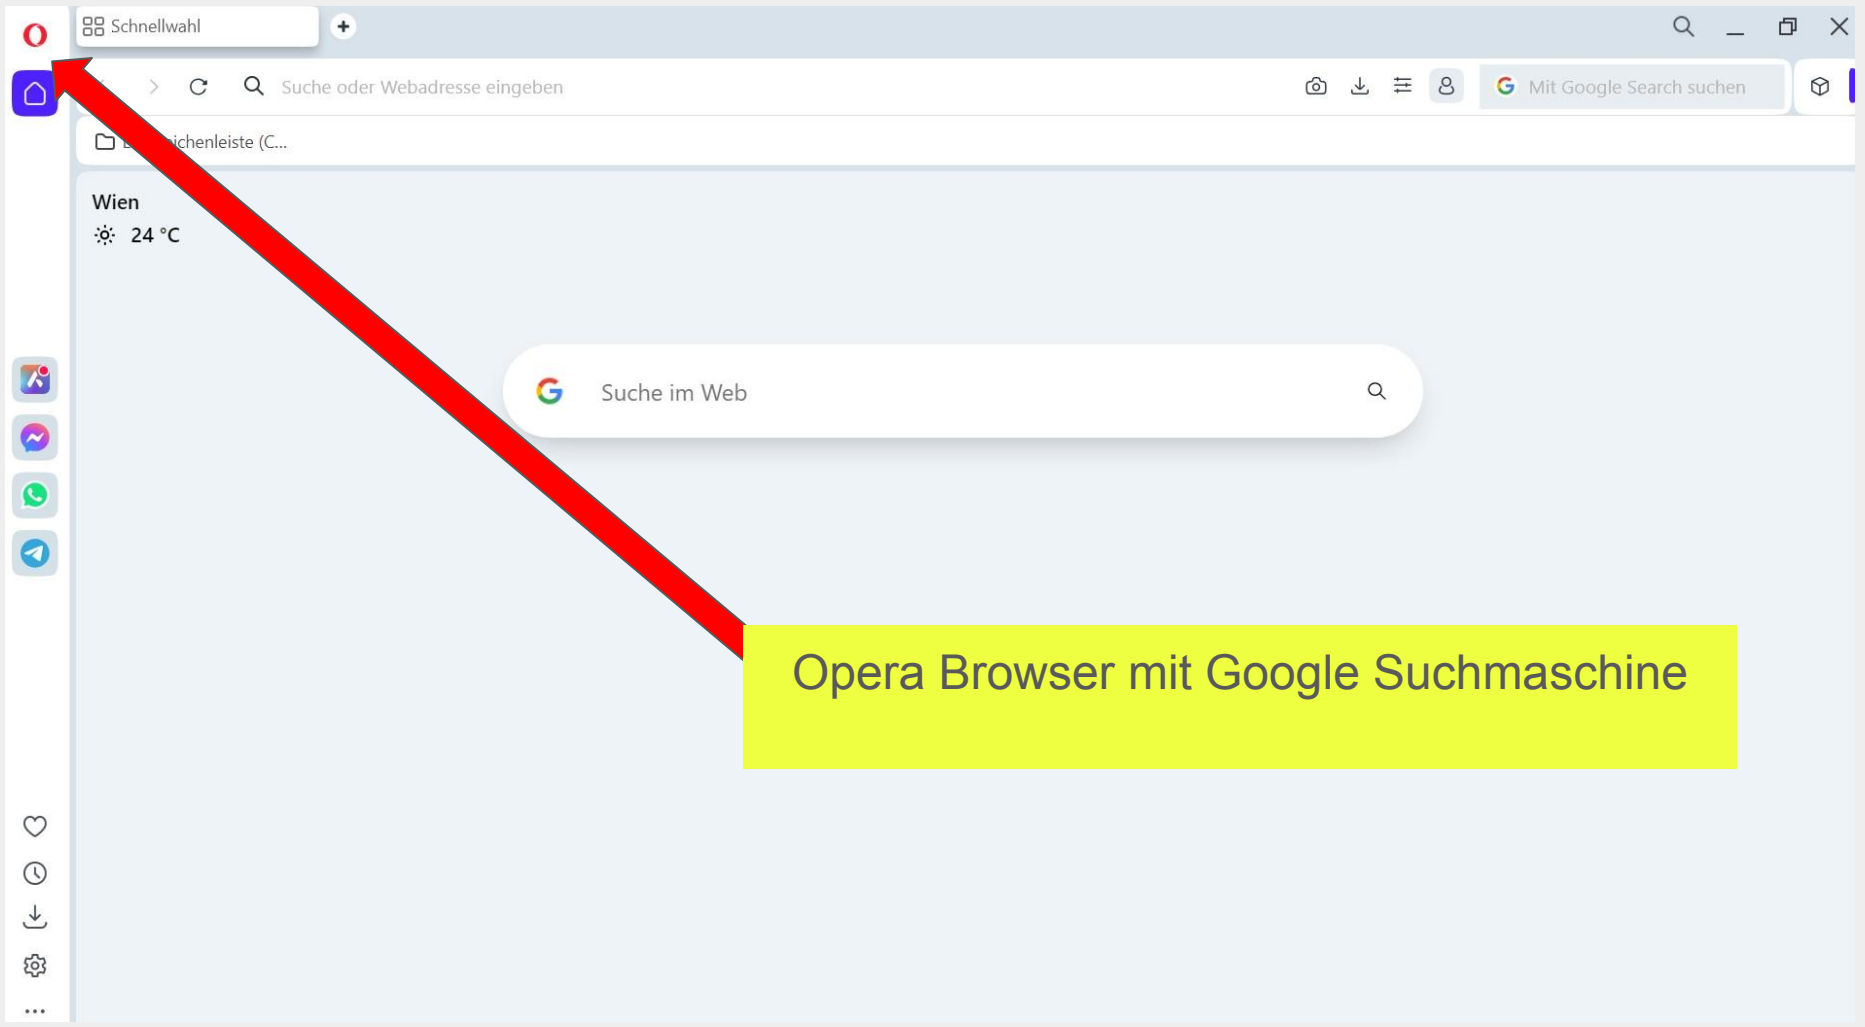 Schnellwahl
Suche oder Webadresse eingeben
Mit Google Search suchen
(C...
Wien
24 °C
Suche im Web
Opera Browser mit Google Suchmaschine